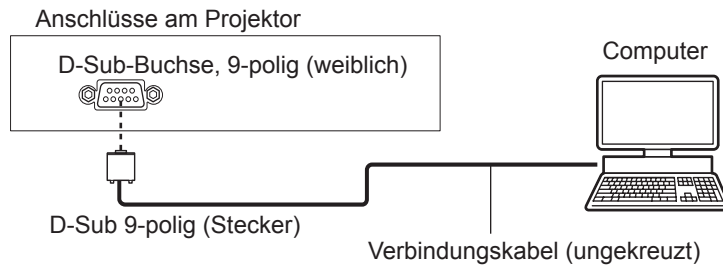 Anschlüsse am Projektor
D-Sub-Buchse, 9-polig (weiblich)
Computer
D-Sub 9-polig (Stecker)
Verbindungskabel (ungekreuzt)